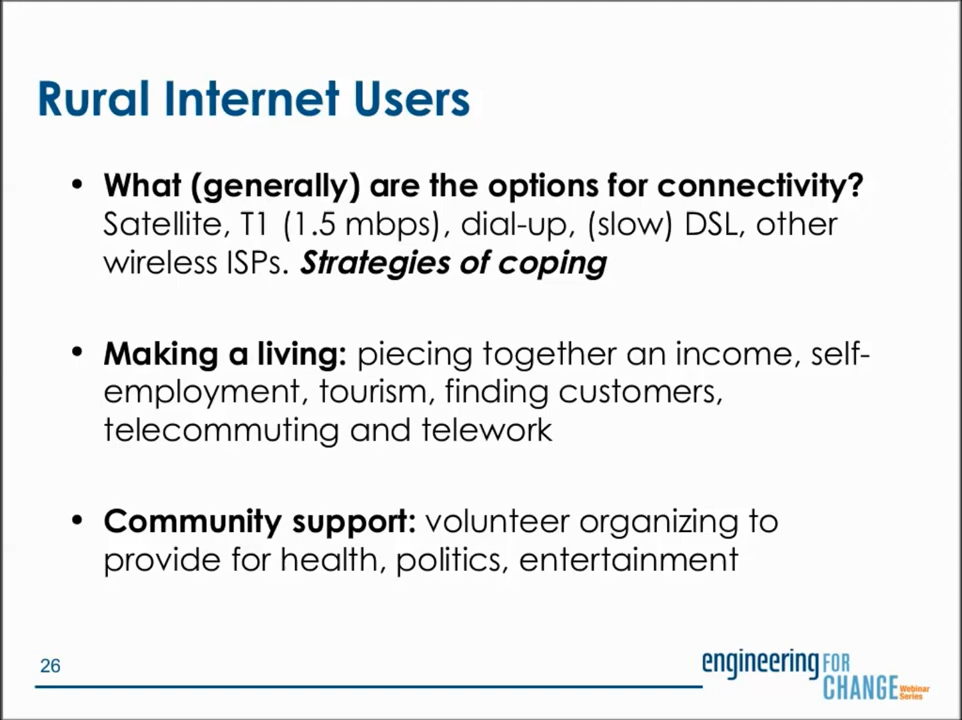 Rural Internet Users
• What (generally) are the options for connectivity?
Satellite, T1 (1.5 mbps), dial-up, (slow) DSL, other
wireless ISPs. Strategies of coping
• Making a living: piecing together an income, self-
employment, tourism, finding customers,
telecommuting and telework
• Community support: volunteer organizing to
provide for health, politics, entertainment
26
engineering FOR
CHANGE Webinar
Series